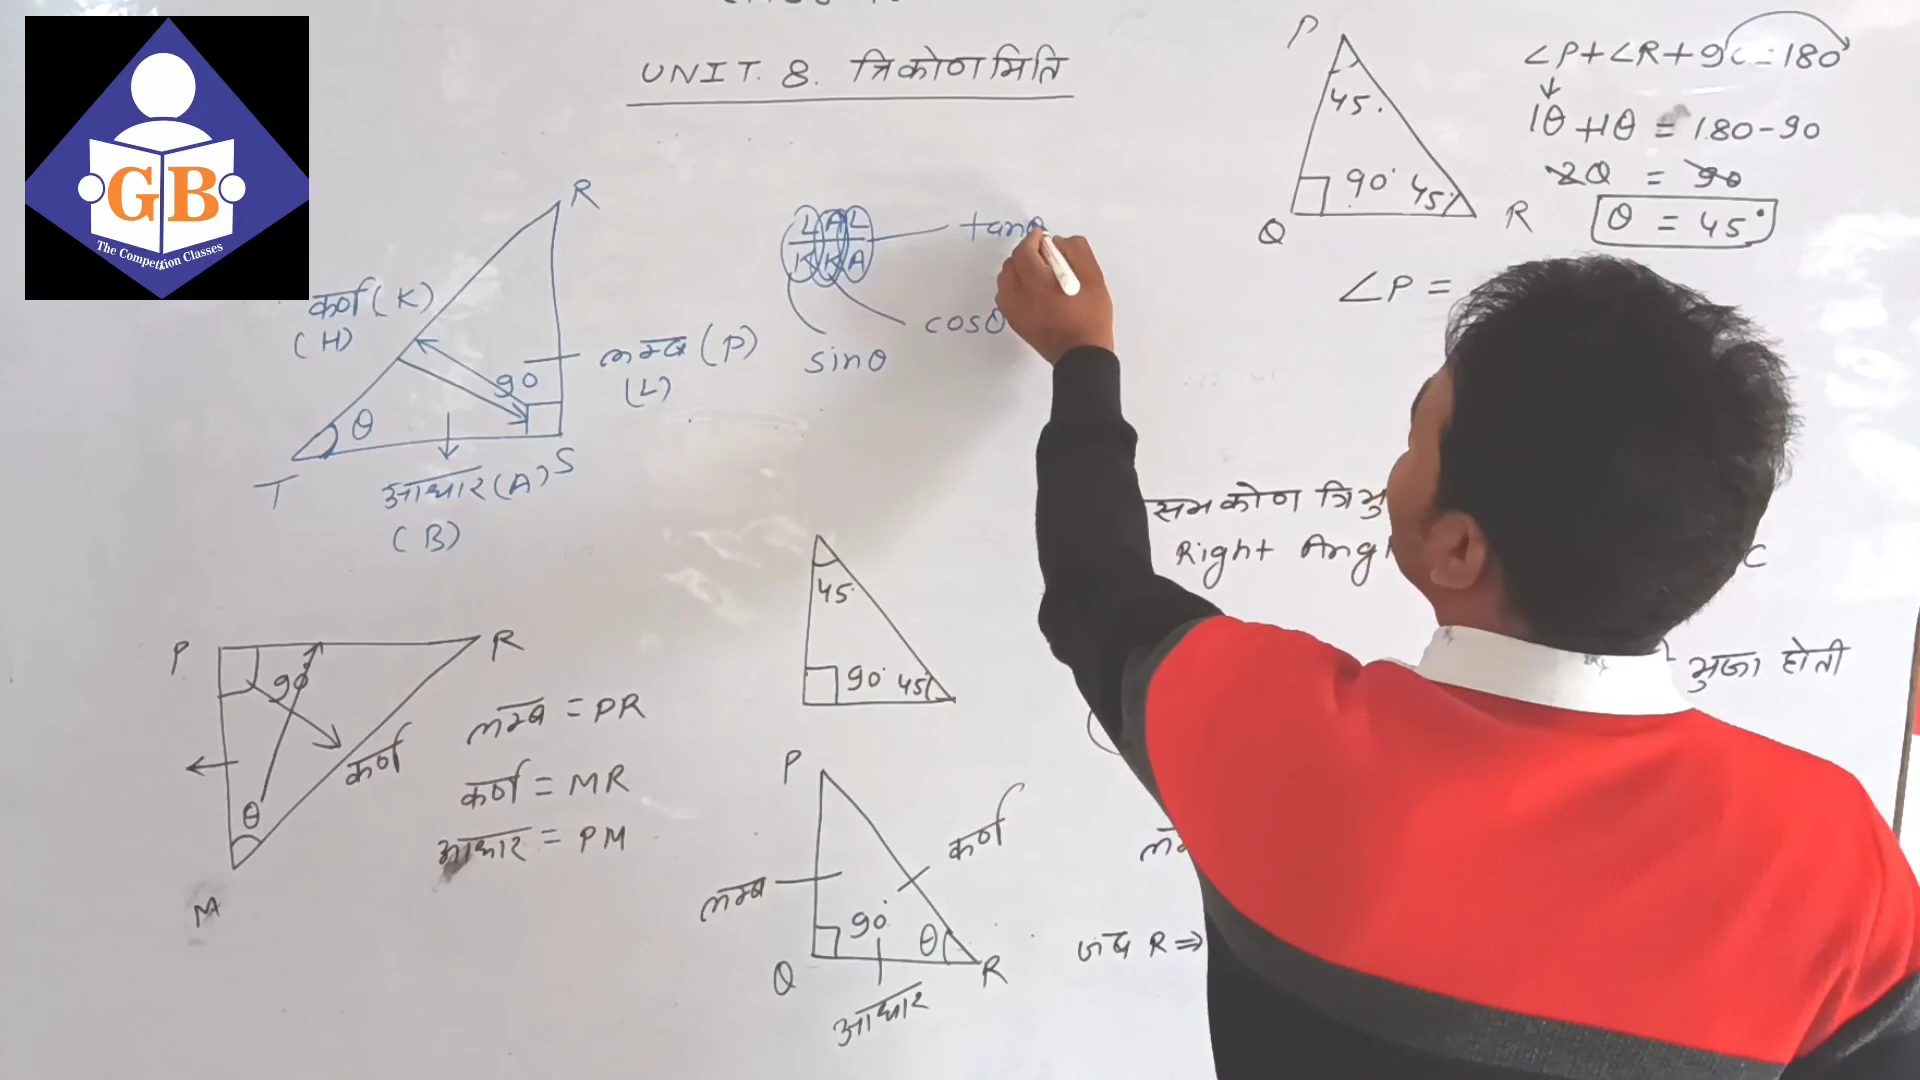 GB
The Competition Classes
UNIT. 8. त्रिकोणमिति
P
45.
90° 45°
Q
R
∠P+∠R+90=180
1θ+1θ = 180-90
2θ = 90
θ = 45°
∠P =
R
कर्ण (K)
(H)
लम्ब (P)
(L)
90
θ
T
S
आधार (A)
(B)
L A L
K K A
tanθ
cosθ
sinθ
समकोण त्रिभु
Right Ang
C
भुजा होती
45.
90° 45°
P
R
90
θ
M
कर्ण
लम्ब = PR
कर्ण = MR
आधार = PM
P
कर्ण
लम्ब
90°
θ
Q
R
आधार
जब R ⇒